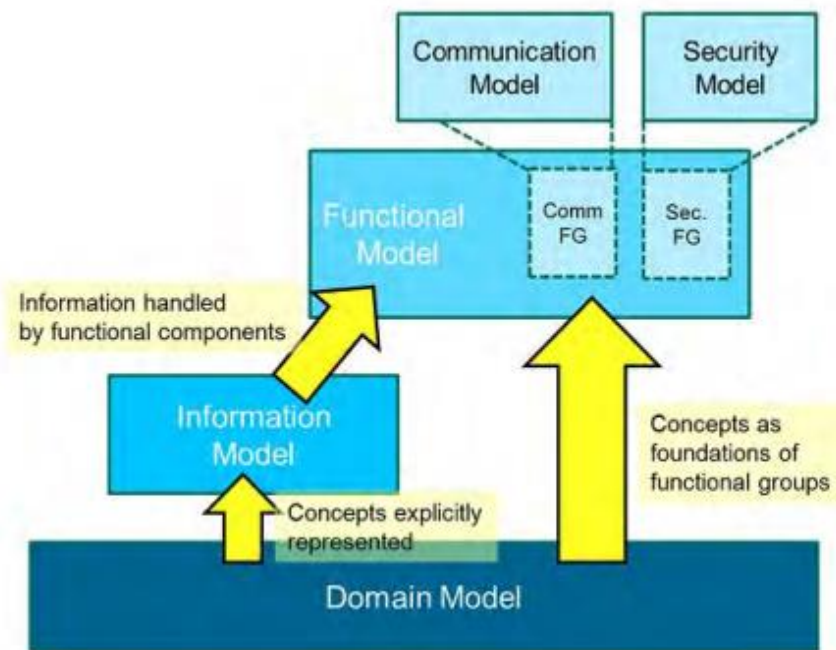 Communication
Model
Security
Model
Functional
Model
Comm
FG
Sec.
FG
Information handled
by functional components
Information
Model
Concepts as
foundations of
functional groups
Concepts explicitly
represented
Domain Model